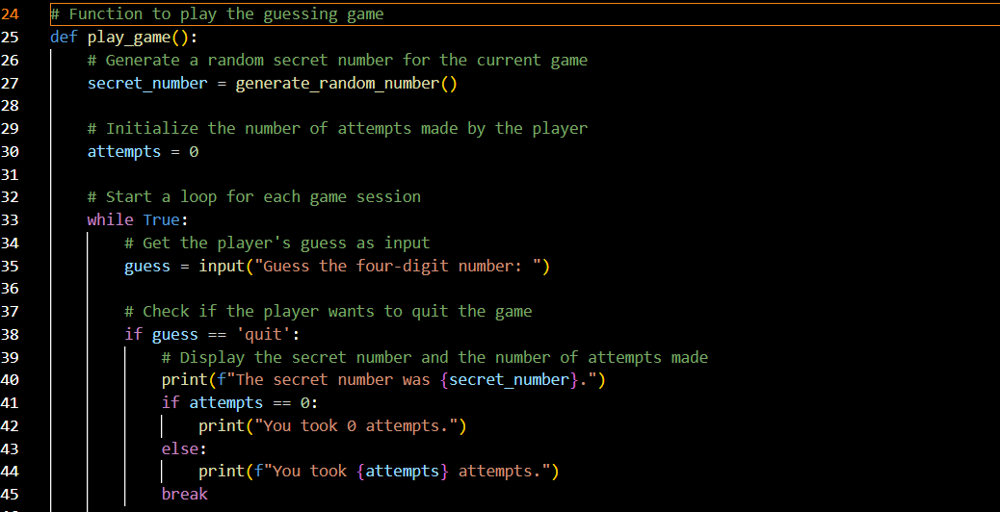 24 # Function to play the guessing game
25 def play_game():
26     # Generate a random secret number for the current game
27     secret_number = generate_random_number()
28
29     # Initialize the number of attempts made by the player
30     attempts = 0
31
32     # Start a loop for each game session
33     while True:
34         # Get the player's guess as input
35         guess = input("Guess the four-digit number: ")
36
37         # Check if the player wants to quit the game
38         if guess == 'quit':
39             # Display the secret number and the number of attempts made
40             print(f"The secret number was {secret_number}.")
41             if attempts == 0:
42                 print("You took 0 attempts.")
43             else:
44                 print(f"You took {attempts} attempts.")
45             break